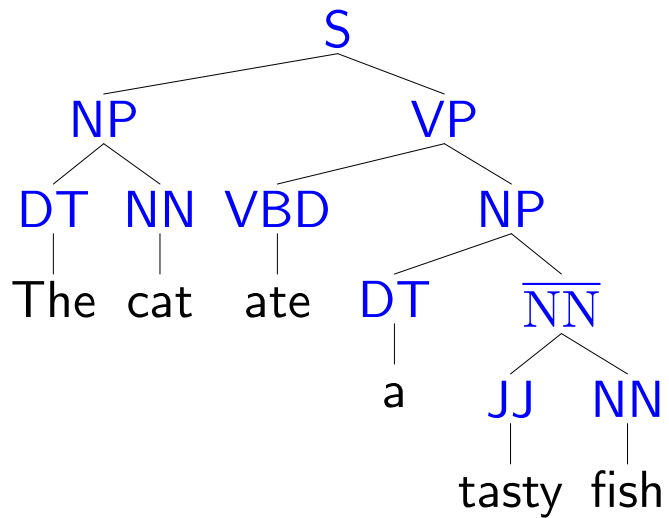 S
NP VP
DT NN VBD NP
The cat ate DT N̅N̅
a JJ NN
tasty fish